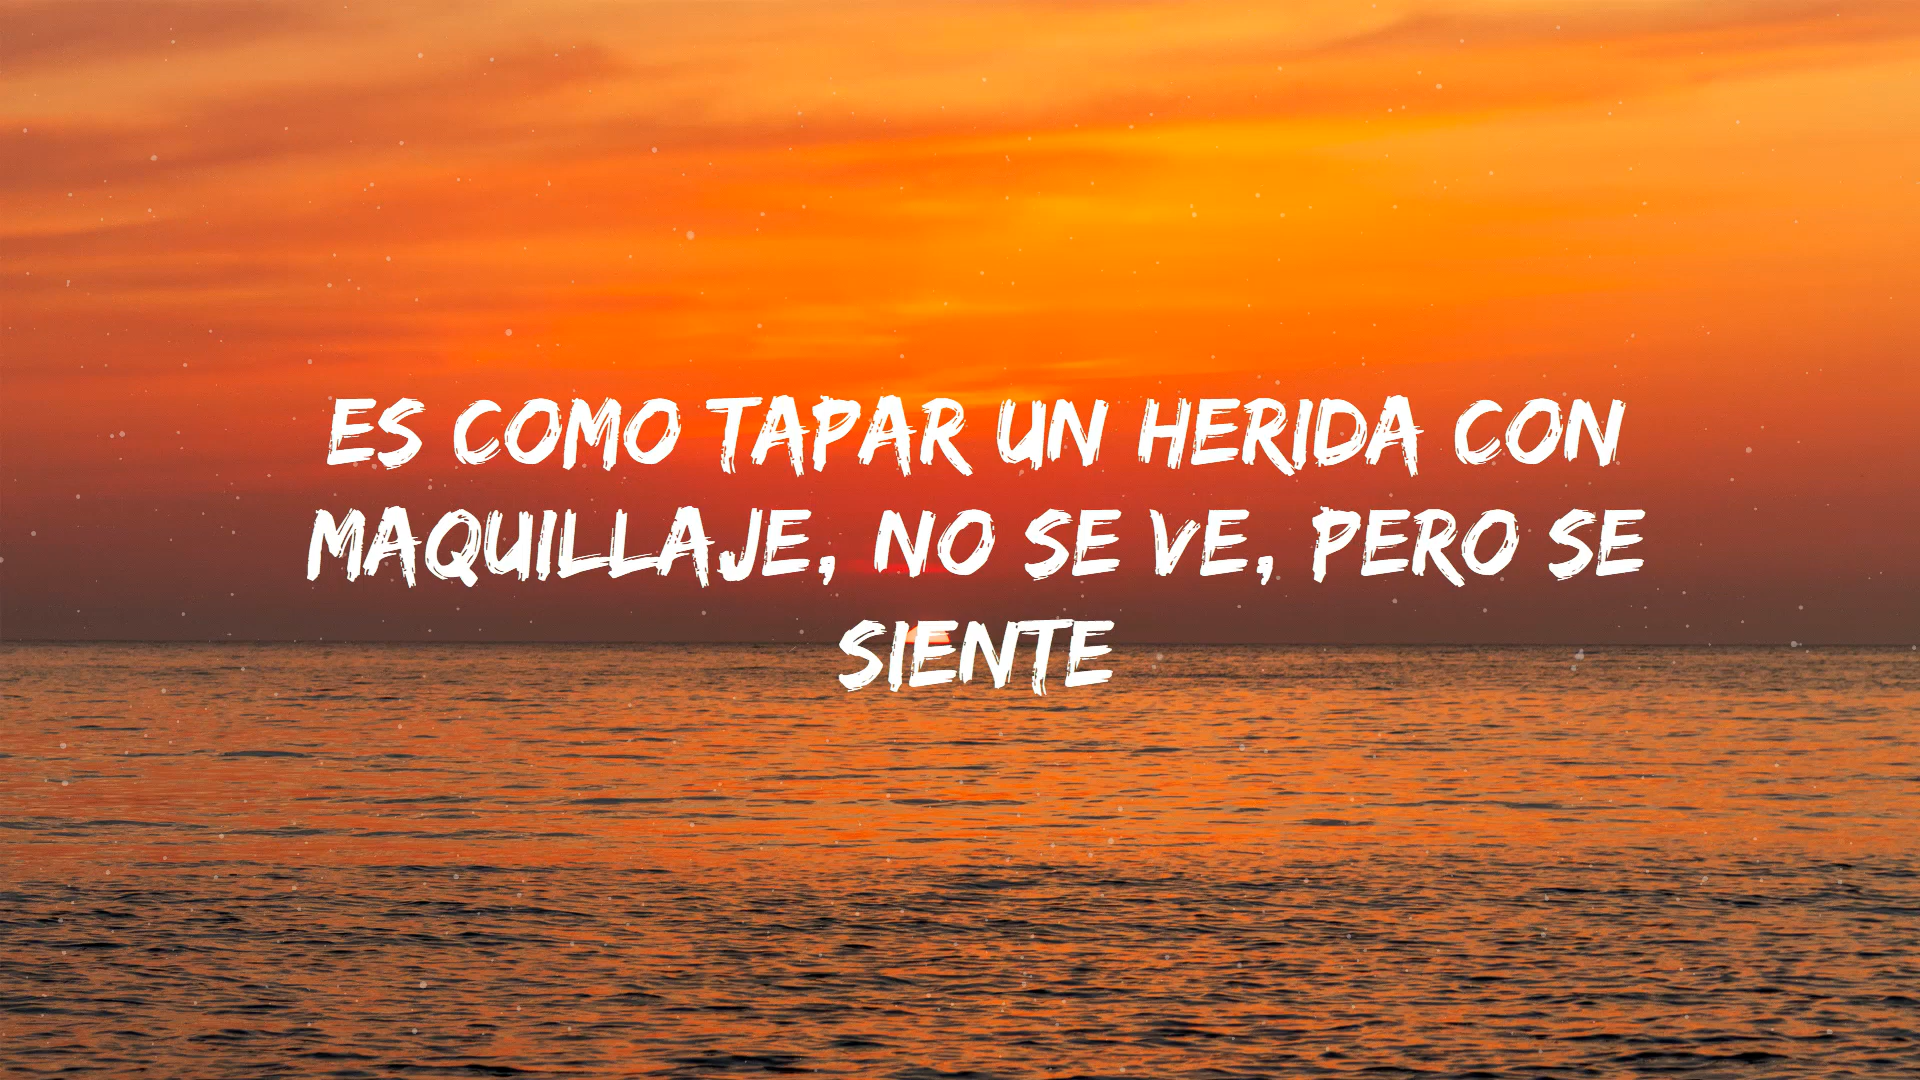 ES COMO TAPAR UN HERIDA CON
MAQUILLAJE, NO SE VE, PERO SE
SIENTE